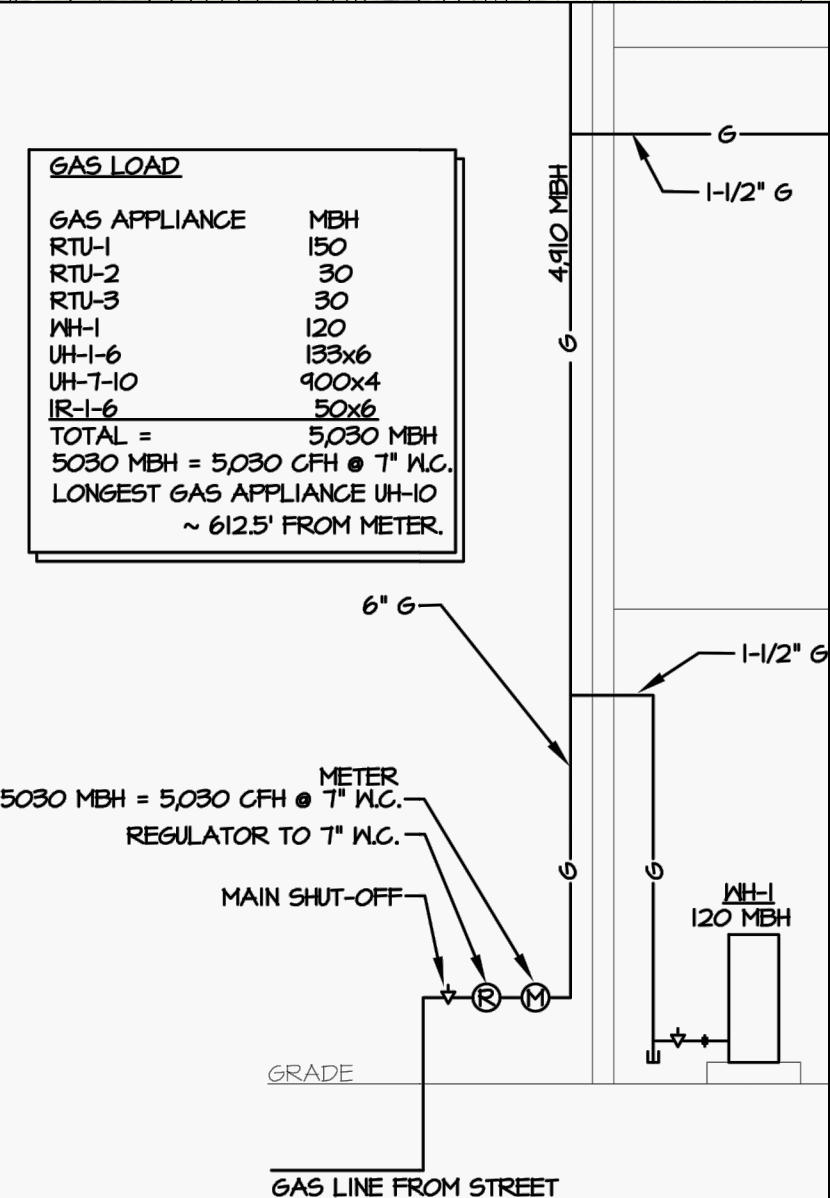 G
1-1/2" G
4,910 MBH
GAS LOAD
GAS APPLIANCE MBH
RTU-1 150
RTU-2 30
RTU-3 30
WH-1 120
UH-1-6 133x6
UH-7-10 900x4
IR-1-6 50x6
TOTAL = 5,030 MBH
5030 MBH = 5,030 CFH @ 7" W.C.
LONGEST GAS APPLIANCE UH-10
~ 612.5' FROM METER.
G
6" G
1-1/2" G
METER
5030 MBH = 5,030 CFH @ 7" W.C.
REGULATOR TO 7" W.C.
MAIN SHUT-OFF
G
G
WH-1
120 MBH
R
M
GRADE
GAS LINE FROM STREET